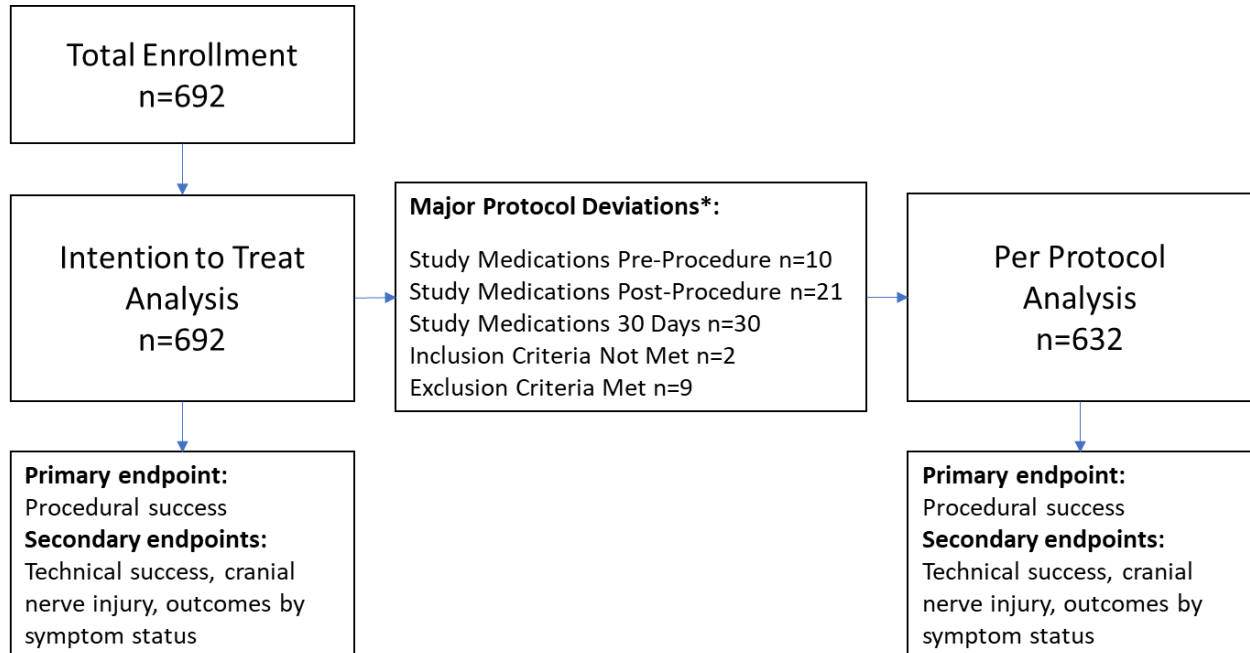 Total Enrollment
n=692
Intention to Treat
Analysis
n=692
Major Protocol Deviations*:
Study Medications Pre-Procedure n=10
Study Medications Post-Procedure n=21
Study Medications 30 Days n=30
Inclusion Criteria Not Met n=2
Exclusion Criteria Met n=9
Per Protocol
Analysis
n=632
Primary endpoint:
Procedural success
Secondary endpoints:
Technical success, cranial
nerve injury, outcomes by
symptom status
Primary endpoint:
Procedural success
Secondary endpoints:
Technical success, cranial
nerve injury, outcomes by
symptom status